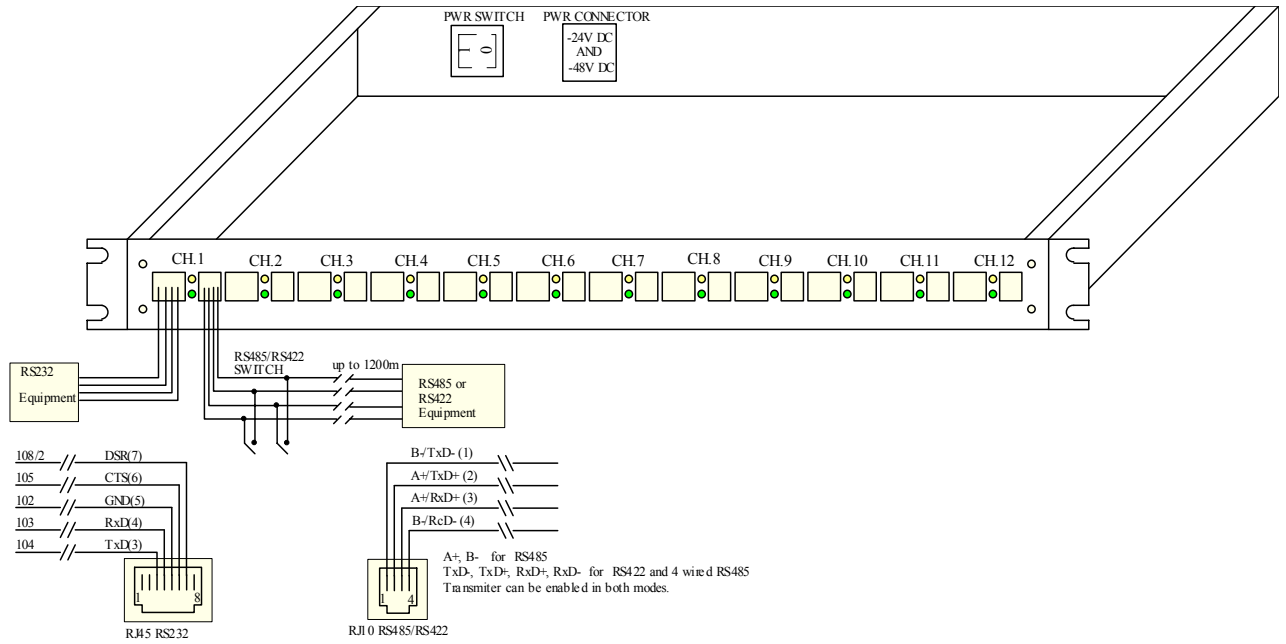 PWR SWITCH
1
0
PWR CONNECTOR
-24V DC
AND
-48V DC
CH.1
CH.2
CH.3
CH.4
CH.5
CH.6
CH.7
CH.8
CH.9
CH.10
CH.11
CH.12
RS232
Equipment
RS485/RS422
SWITCH
up to 1200m
RS485 or
RS422
Equipment
108/2 DSR(7)
105 CTS(6)
102 GND(5)
103 RxD(4)
104 TxD(3)
1 8
RJ45 RS232
B-/TxD- (1)
A+/TxD+ (2)
A+/RxD+ (3)
B-/RcD- (4)
1 4
RJ10 RS485/RS422
A+, B- for RS485
TxD-, TxD+, RxD+, RxD- for RS422 and 4 wired RS485
Transmiter can be enabled in both modes.